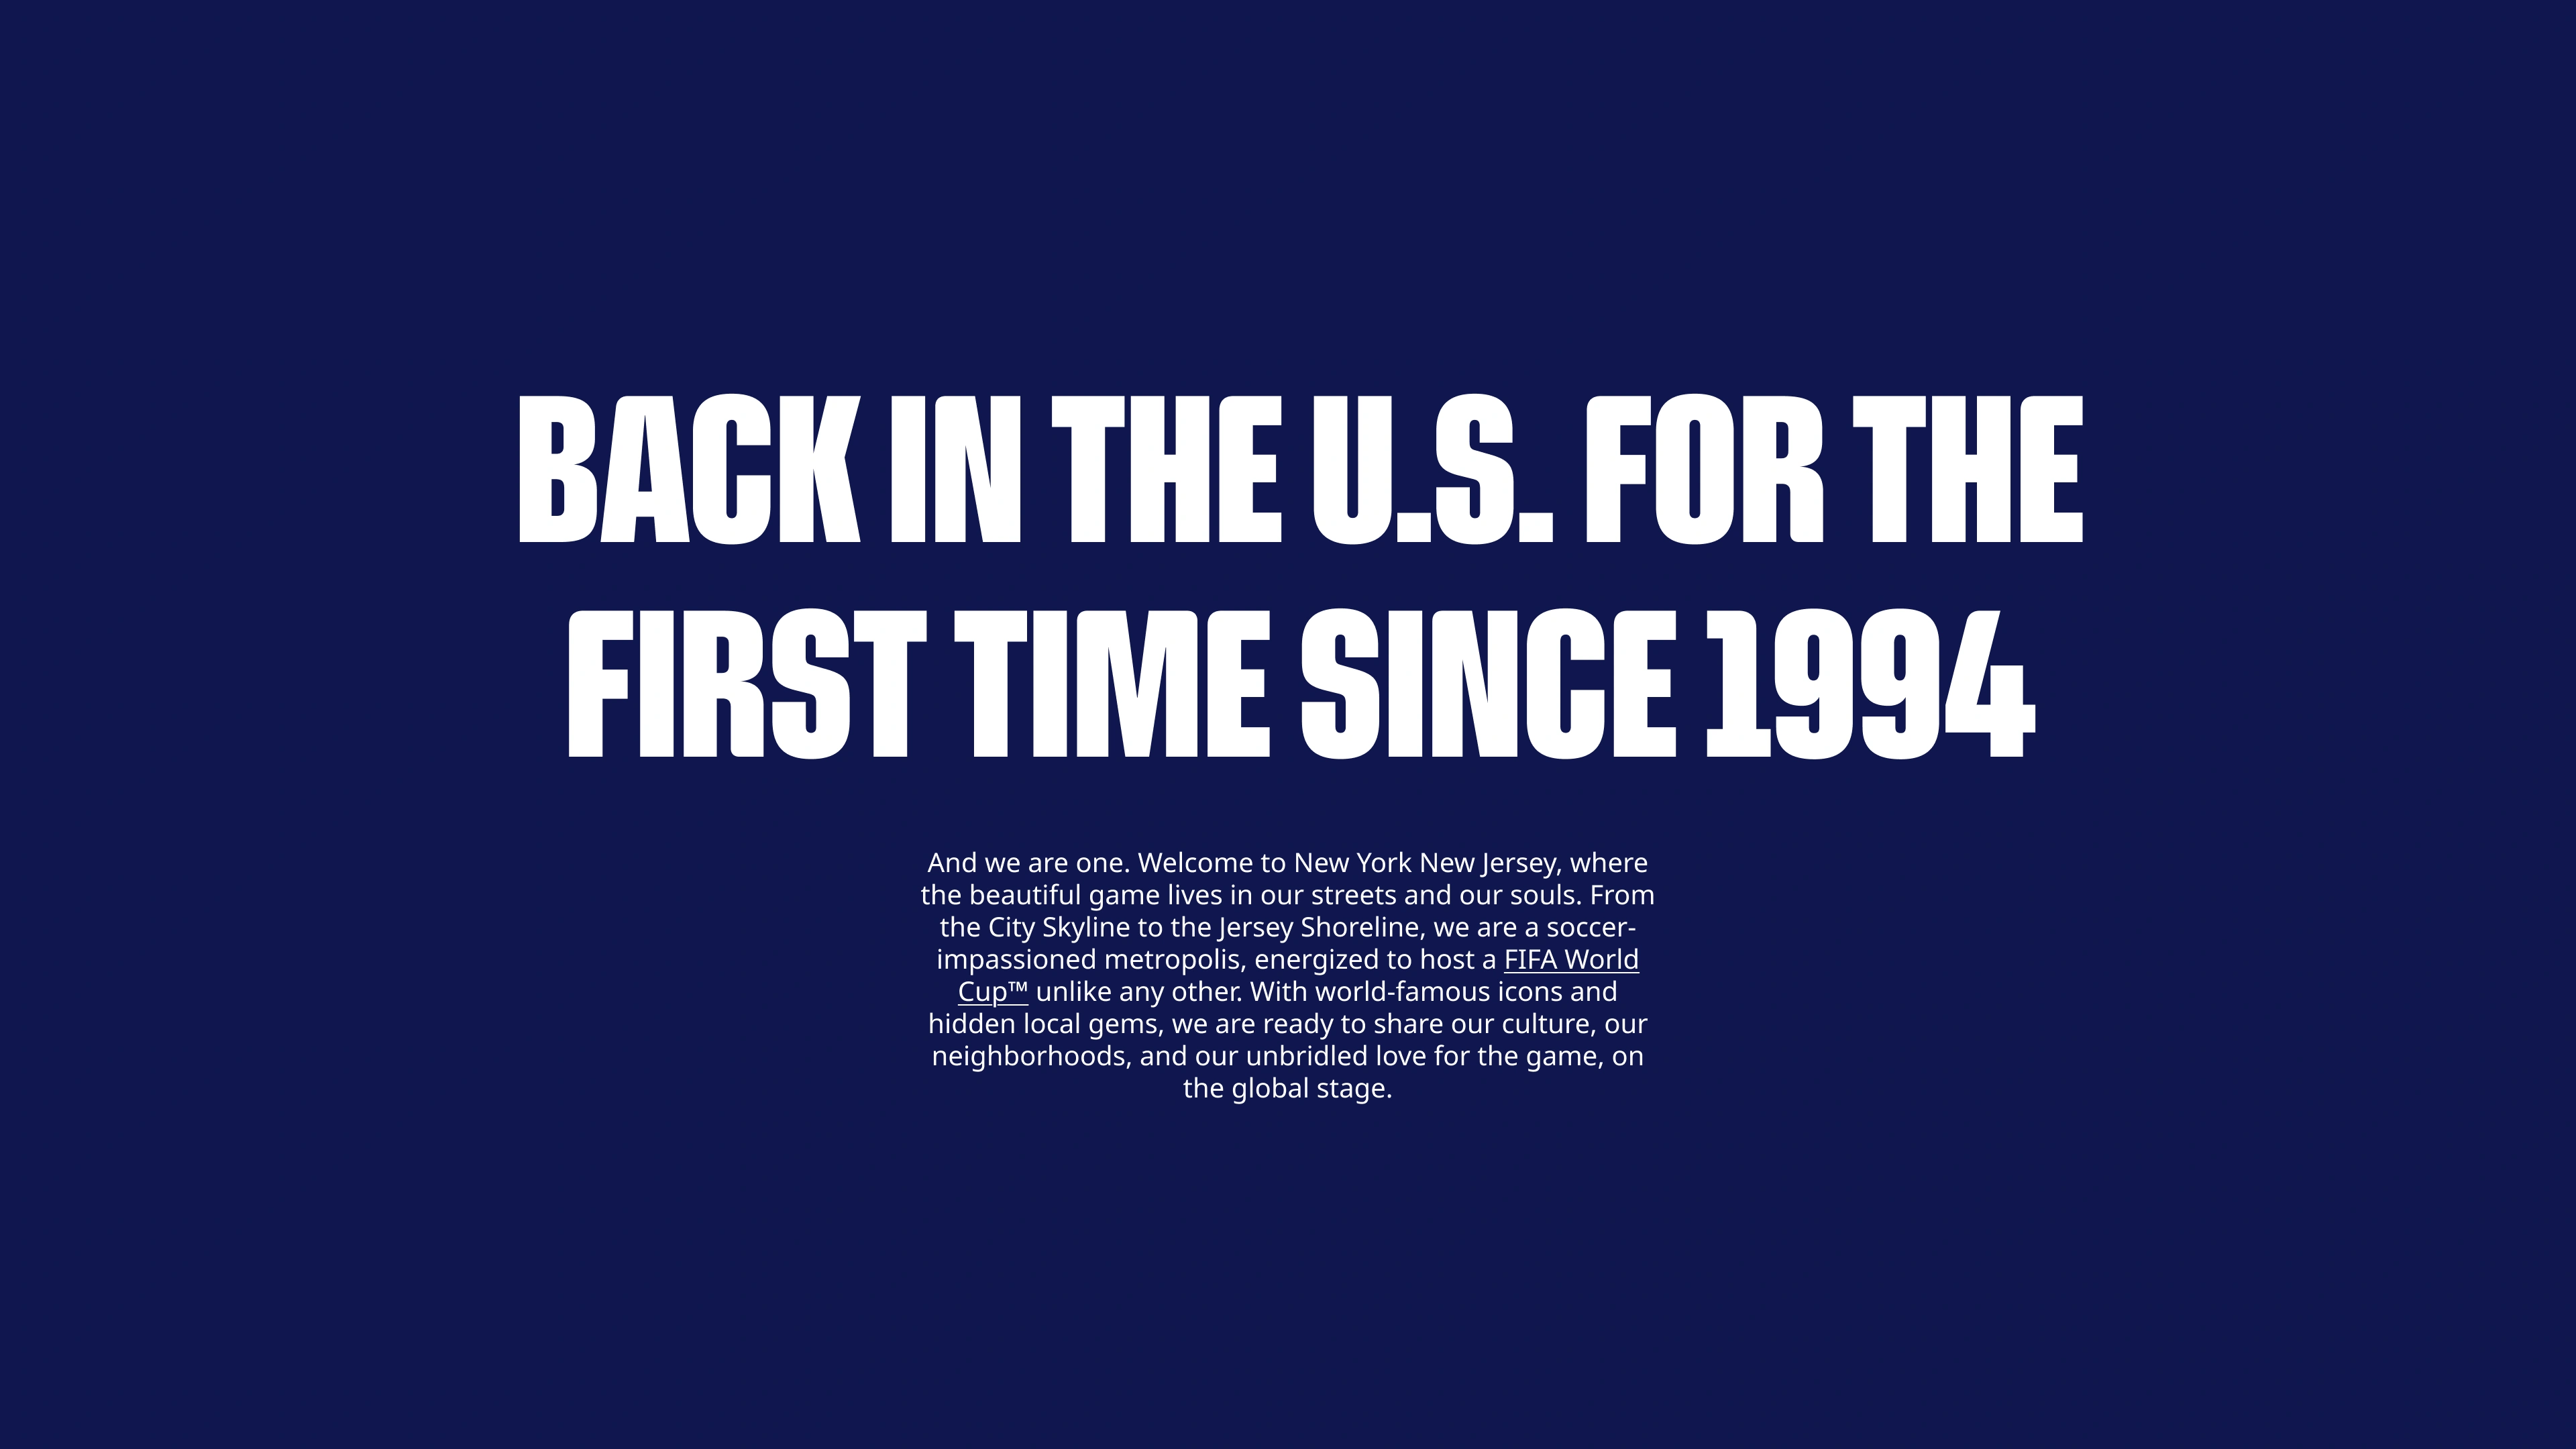 BACK IN THE U.S. FOR THE
FIRST TIME SINCE 1994
And we are one. Welcome to New York New Jersey, where
the beautiful game lives in our streets and our souls. From
the City Skyline to the Jersey Shoreline, we are a soccer-
impassioned metropolis, energized to host a FIFA World
Cup™ unlike any other. With world-famous icons and
hidden local gems, we are ready to share our culture, our
neighborhoods, and our unbridled love for the game, on
the global stage.